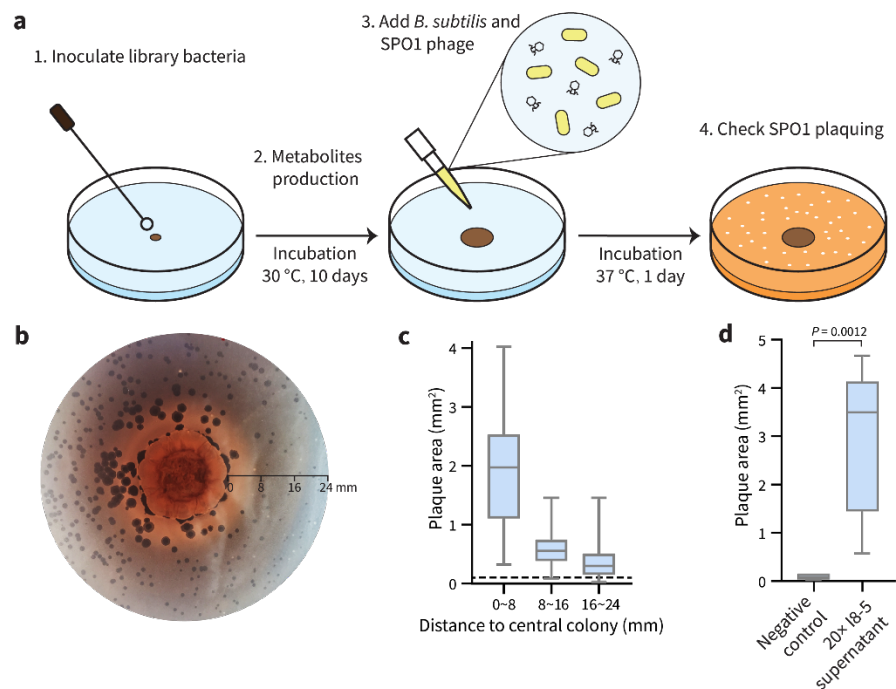 a
1. Inoculate library bacteria
2. Metabolites
production
Incubation
30 °C, 10 days
3. Add B. subtilis and
SPO1 phage
Incubation
37 °C, 1 day
4. Check SPO1 plaquing
b
0 8 16 24 mm
c
Plaque area (mm²)
4
3
2
1
0
0~8 8~16 16~24
Distance to central colony (mm)
d
P = 0.0012
Plaque area (mm²)
5
4
3
2
1
0
Negative
control
20× I8-5
supernatant